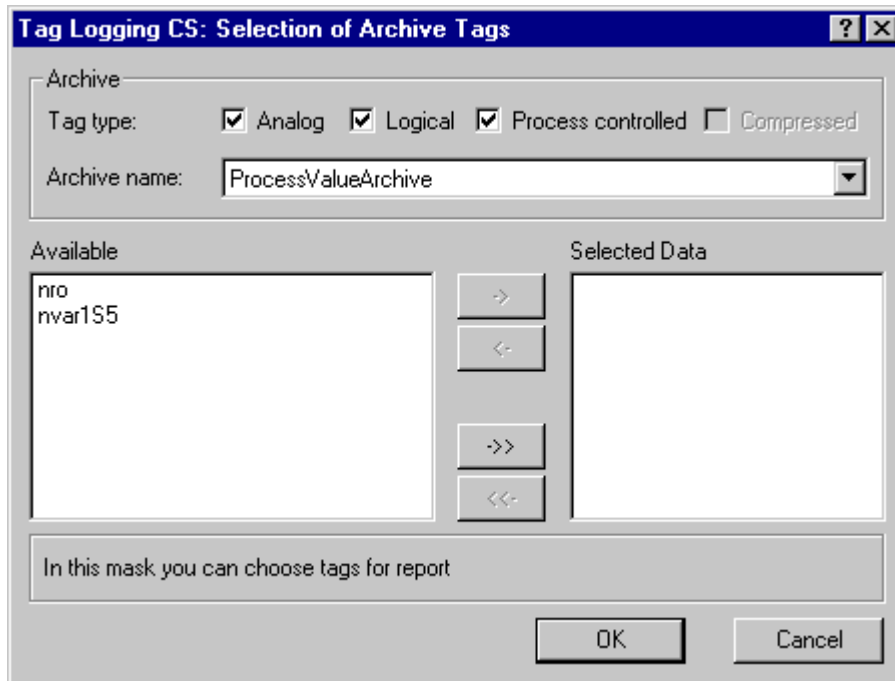 Tag Logging CS: Selection of Archive Tags
? X
Archive
Tag type: Analog Logical Process controlled Compressed
Archive name: ProcessValueArchive
Available
Selected Data
nro
nvar1S5
->
<-
->>
<<-
In this mask you can choose tags for report
OK
Cancel